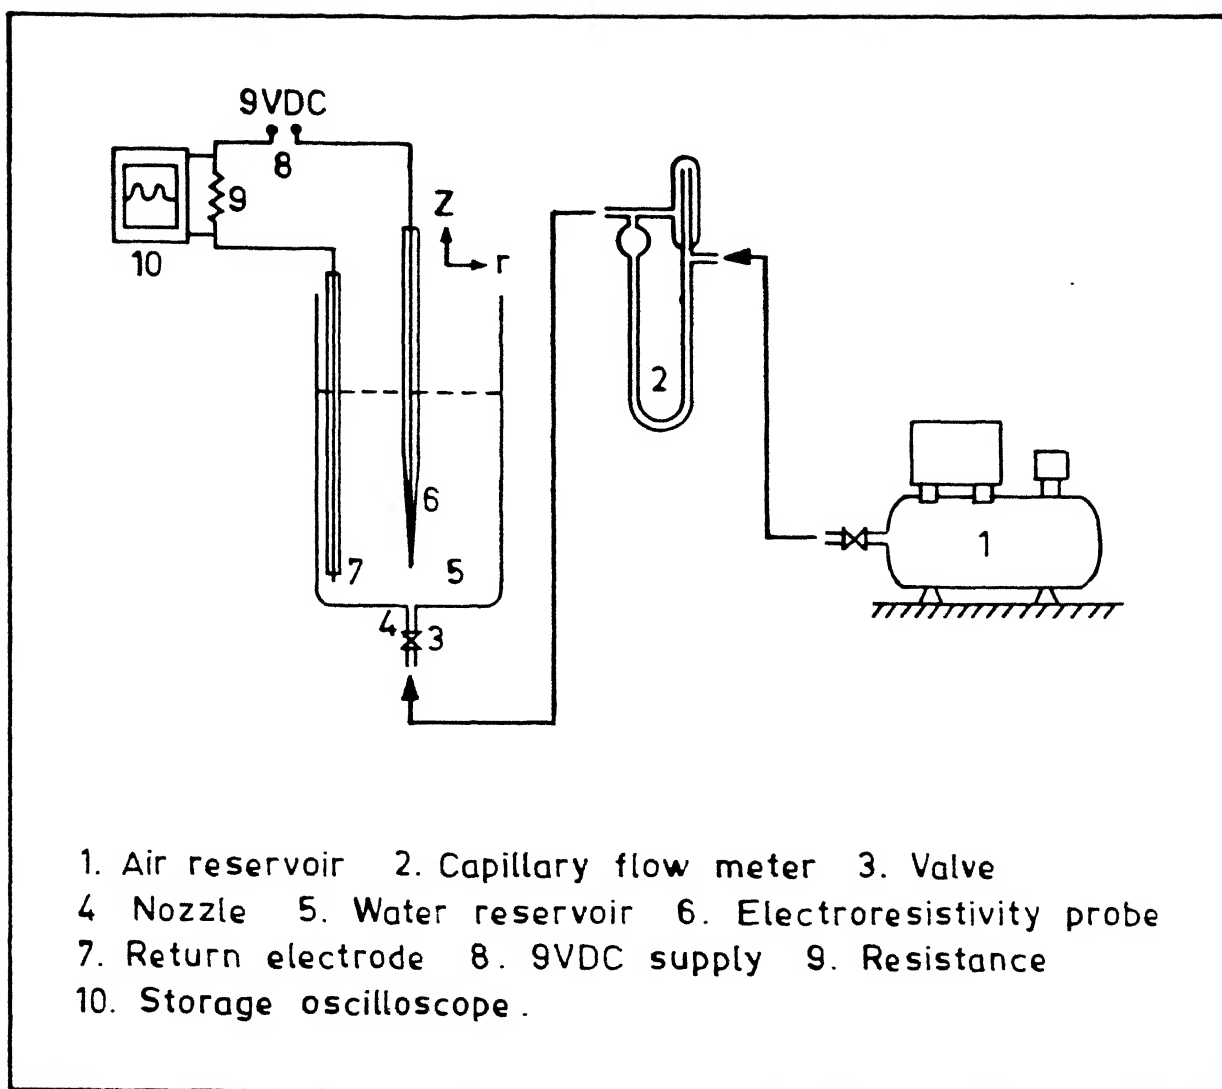 9VDC
8
9
10
Z
r
2
6
7
5
4
3
1
1. Air reservoir 2. Capillary flow meter 3. Valve
4 Nozzle 5. Water reservoir 6. Electroresistivity probe
7. Return electrode 8. 9VDC supply 9. Resistance
10. Storage oscilloscope.